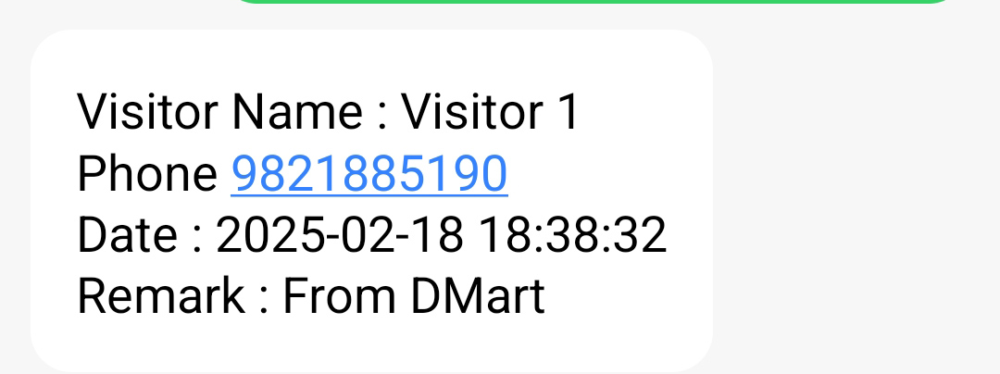 Visitor Name : Visitor 1
Phone 9821885190
Date : 2025-02-18 18:38:32
Remark : From DMart